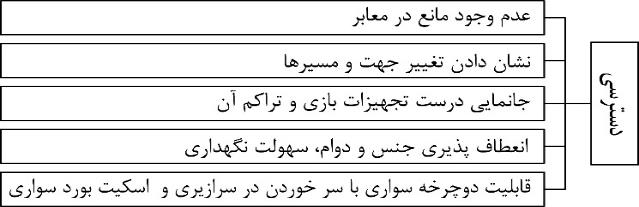 دسترسی
عدم وجود مانع در معابر
نشان دادن تغییر جهت و مسیرها
جانمایی درست تجهیزات بازی و تراکم آن
انعطاف پذیری جنس و دوام، سهولت نگهداری
قابلیت دوچرخه سواری با سر خوردن در سرازیری و اسکیت بورد سواری